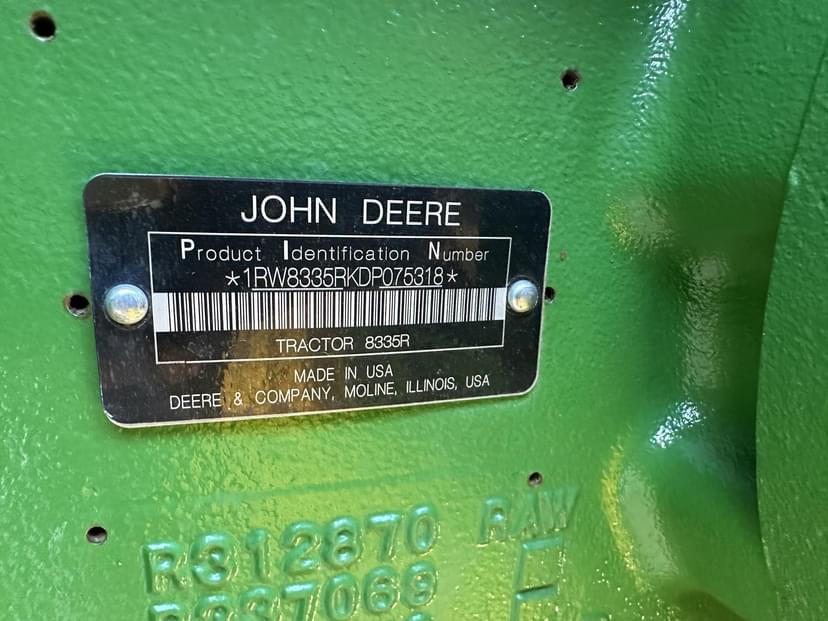 JOHN DEERE
Product Identification Number
*1RW8335RKDP075318*
TRACTOR 8335R
MADE IN USA
DEERE & COMPANY, MOLINE, ILLINOIS, USA
R312870 RAW